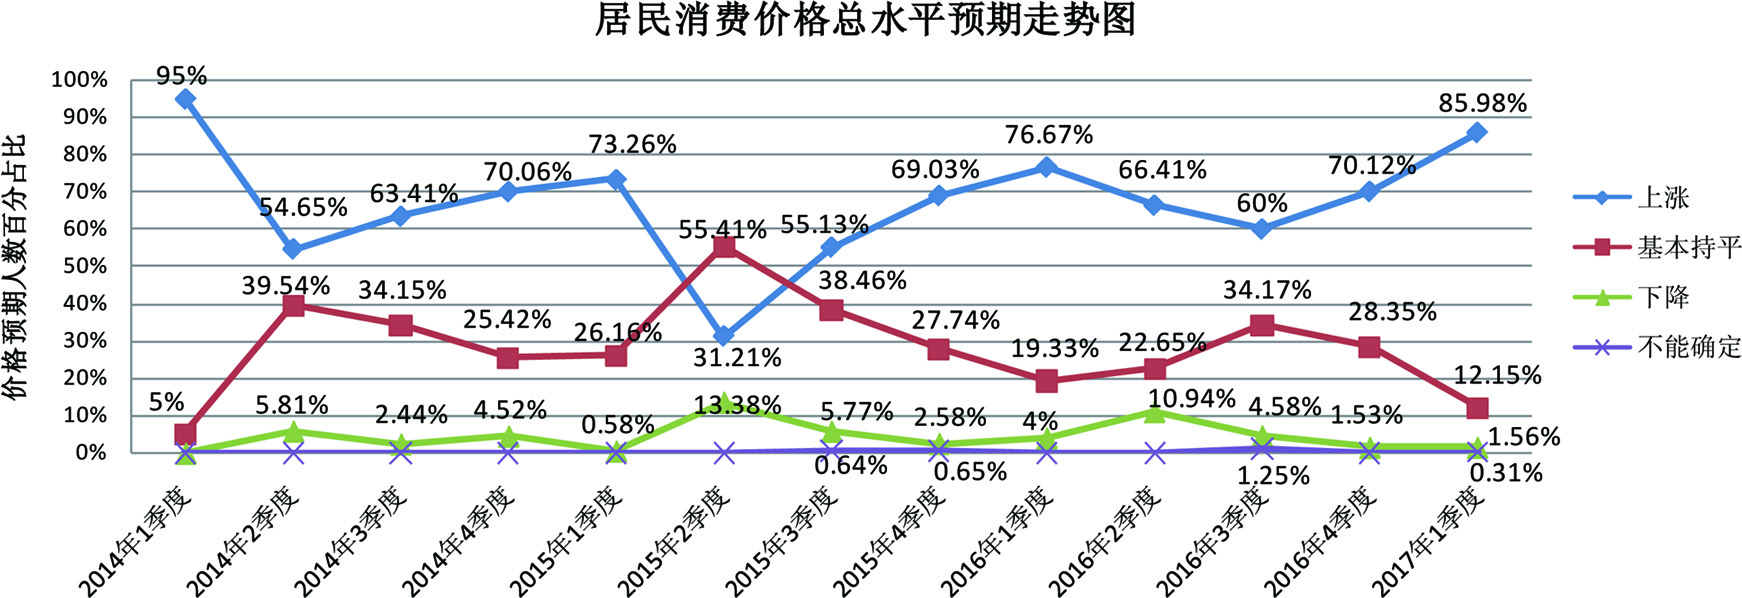 居民消费价格总水平预期走势图
价格预期人数百分占比
100%
90%
80%
70%
60%
50%
40%
30%
20%
10%
0%
95%
54.65%
63.41%
70.06%
73.26%
31.21%
55.13%
69.03%
76.67%
66.41%
60%
70.12%
85.98%
5%
39.54%
34.15%
25.42%
26.16%
55.41%
38.46%
27.74%
19.33%
22.65%
34.17%
28.35%
12.15%
5.81%
2.44%
4.52%
0.58%
13.38%
5.77%
2.58%
4%
10.94%
4.58%
1.53%
1.56%
0.64%
0.65%
1.25%
0.31%
2014年1季度
2014年2季度
2014年3季度
2014年4季度
2015年1季度
2015年2季度
2015年3季度
2015年4季度
2016年1季度
2016年2季度
2016年3季度
2016年4季度
2017年1季度
上涨
基本持平
下降
不能确定